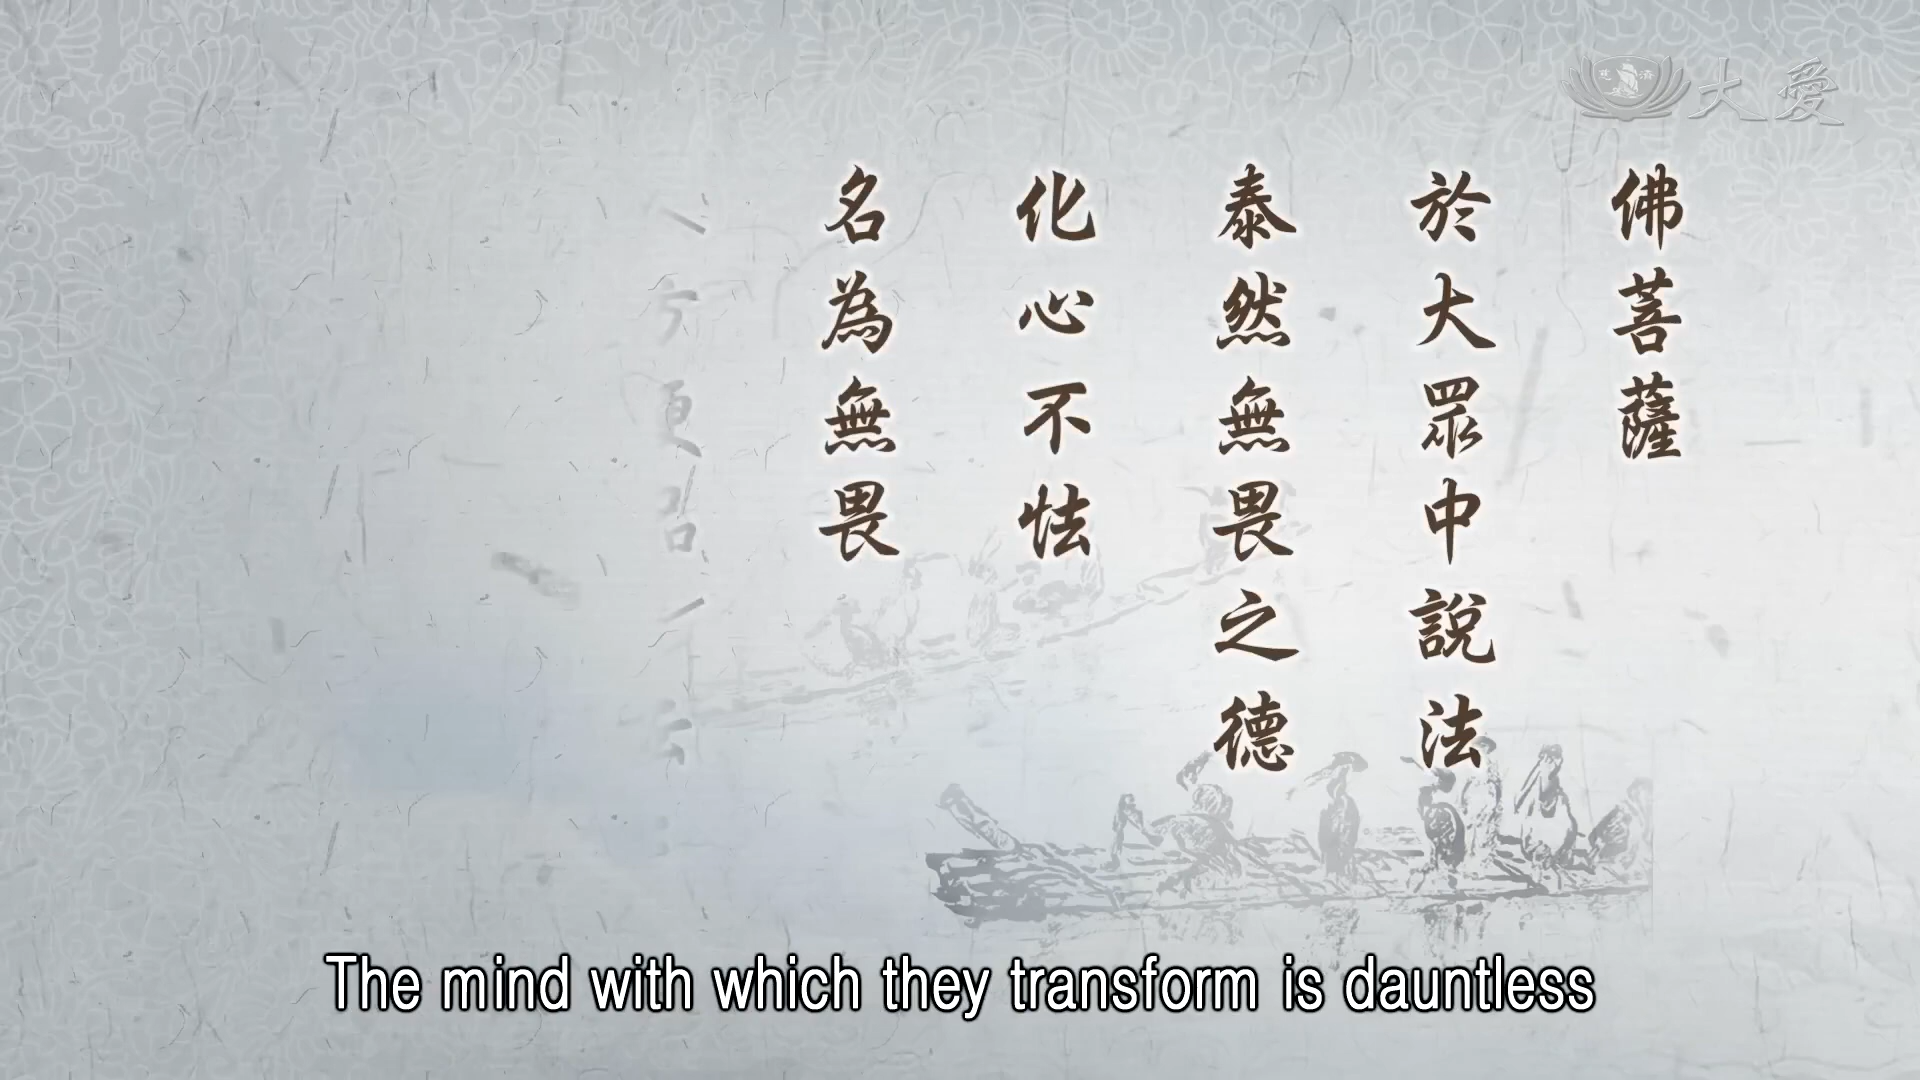 大愛
佛菩薩
於大眾中說法
泰然無畏之德
化心不怯
名為無畏
The mind with which they transform is dauntless